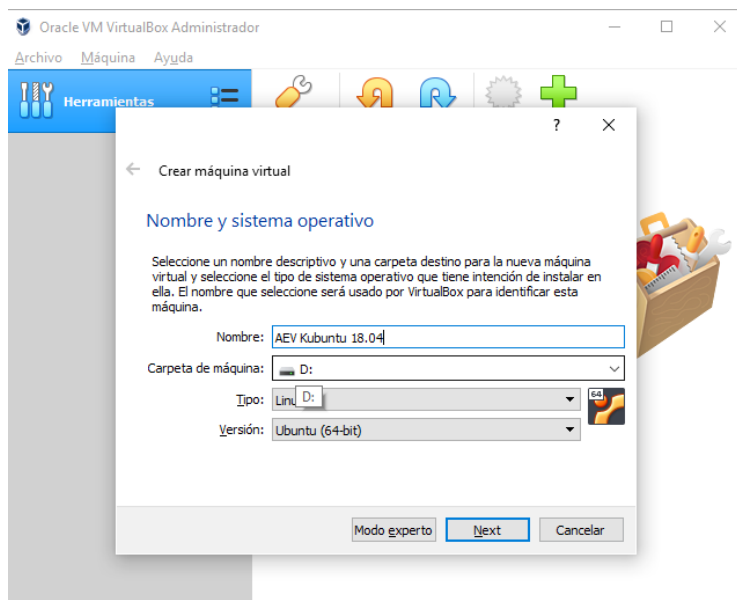 Oracle VM VirtualBox Administrador
Archivo Máquina Ayuda
Herramientas
?
Crear máquina virtual
Nombre y sistema operativo
Seleccione un nombre descriptivo y una carpeta destino para la nueva máquina
virtual y seleccione el tipo de sistema operativo que tiene intención de instalar en
ella. El nombre que seleccione será usado por VirtualBox para identificar esta
máquina.
Nombre: AEV Kubuntu 18.04
Carpeta de máquina: D:
Tipo: Linu D:
64
Versión: Ubuntu (64-bit)
Modo experto Next Cancelar